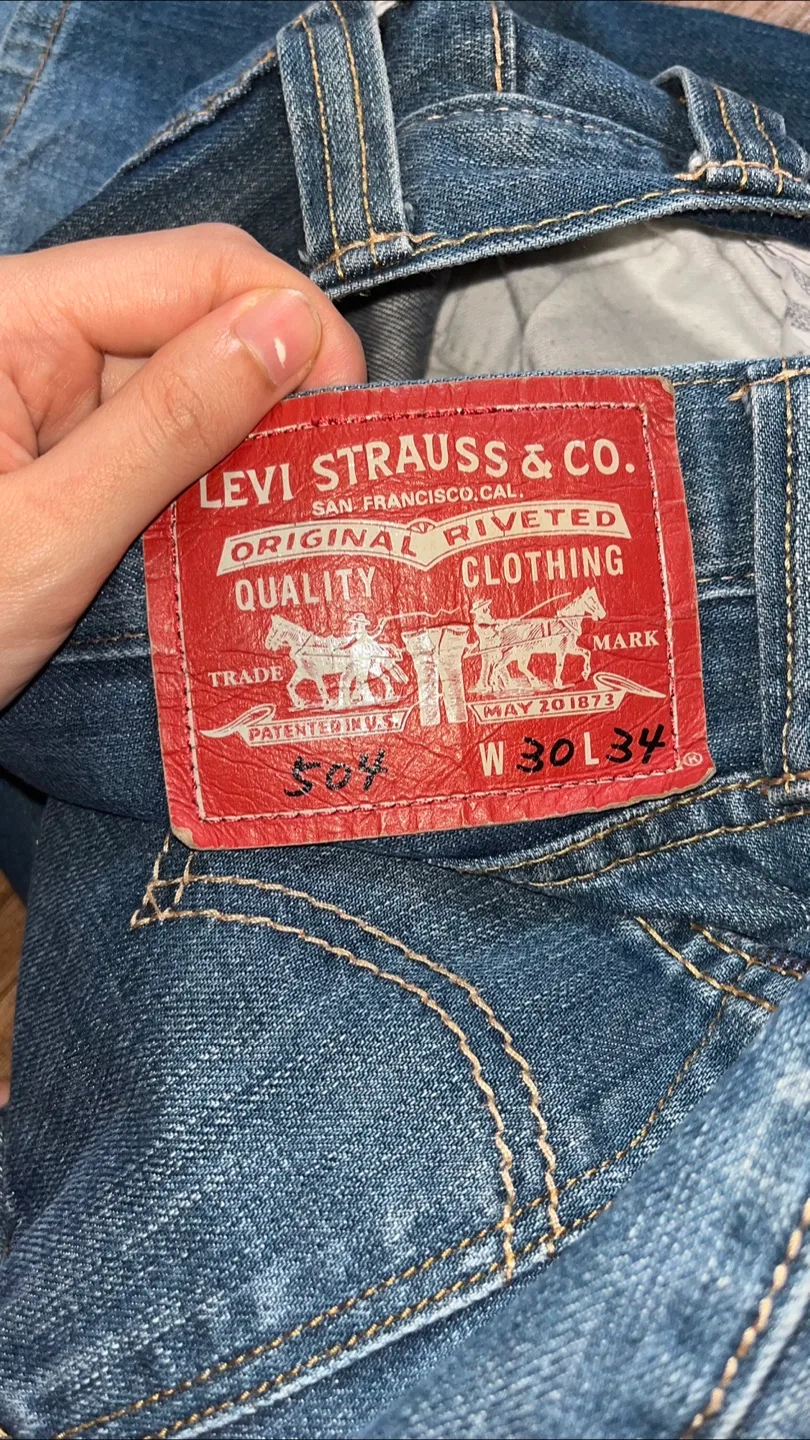 LEVI STRAUSS & CO.
SAN FRANCISCO, CAL.
ORIGINAL RIVETED
QUALITY CLOTHING
TRADE MARK
PATENTED IN U.S. MAY 20 1873
504 W 30 L 34 ®